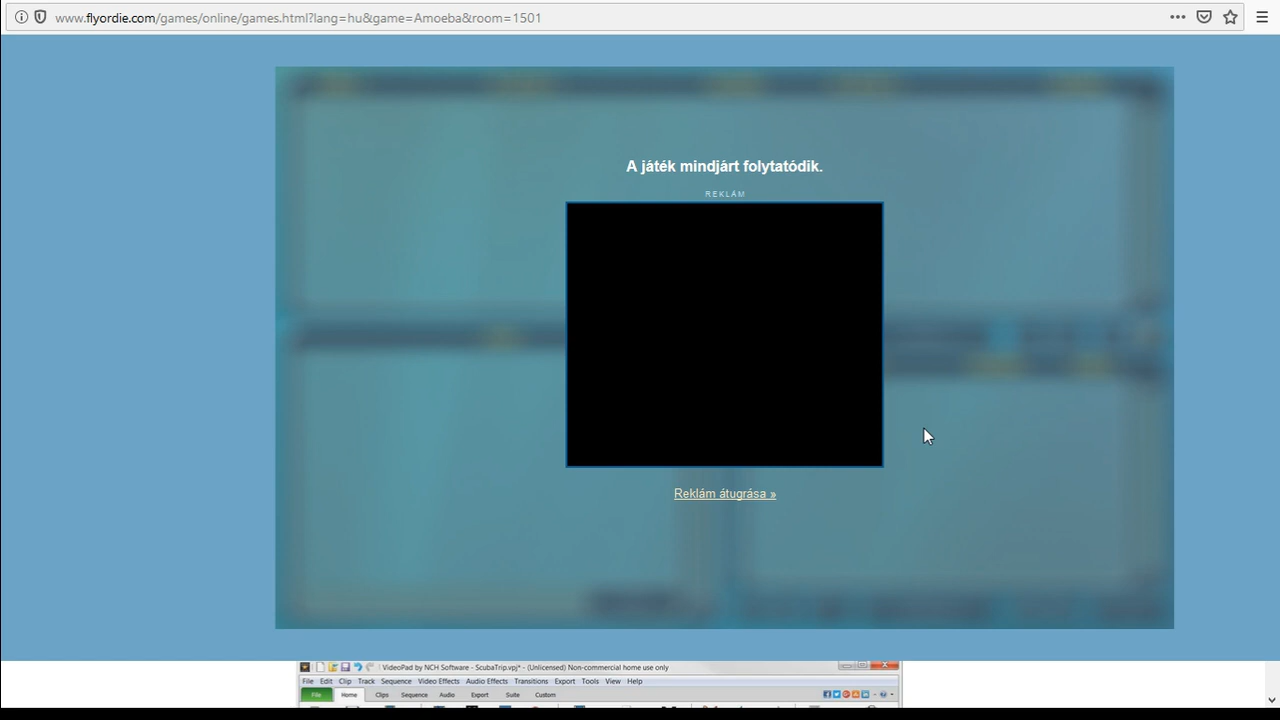 www.flyordie.com/games/online/games.html?lang=hu&game=Amoeba&room=1501
A játék mindjárt folytatódik.
REKLÁM
Reklám átugrása »
VideoPad by NCH Software - ScubaTrip.vpj* - (Unlicensed) Non-commercial home use only
File Edit Clip Track Sequence Video Effects Audio Effects Transitions Export Tools View Help
File Home Clips Sequence Audio Export Suite Custom